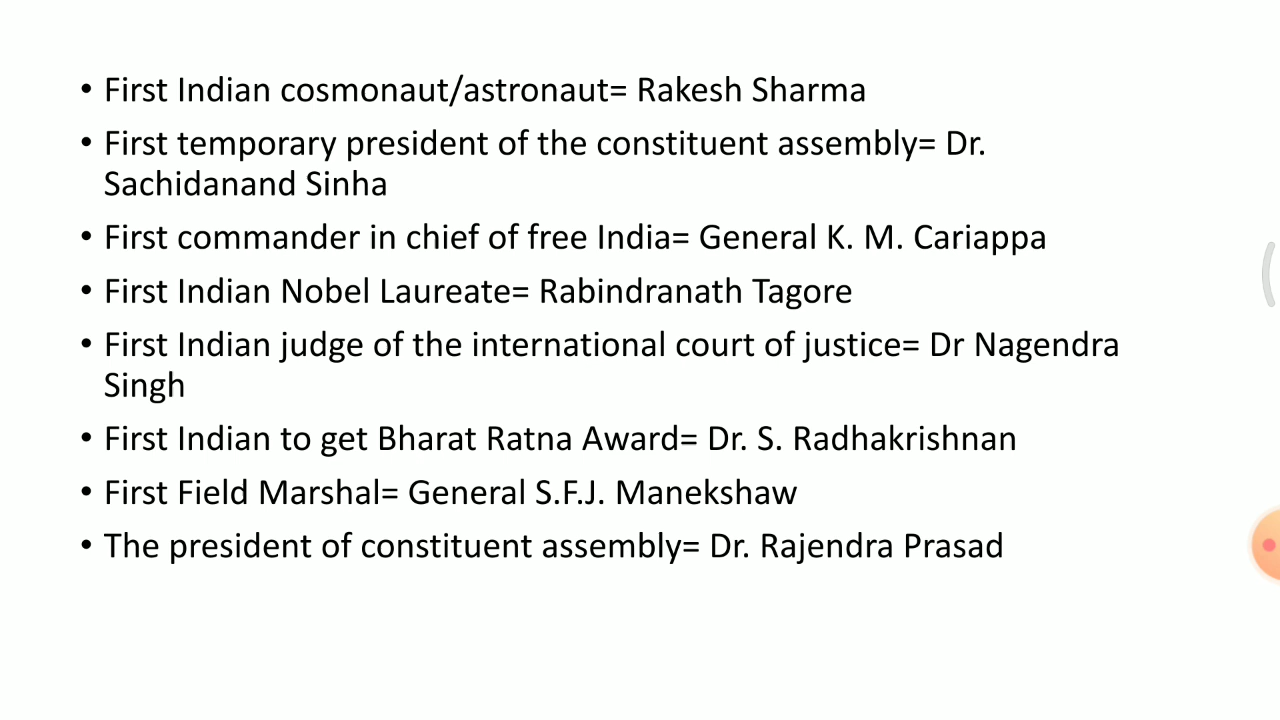 • First Indian cosmonaut/astronaut= Rakesh Sharma
• First temporary president of the constituent assembly= Dr.
Sachidanand Sinha
• First commander in chief of free India= General K. M. Cariappa
• First Indian Nobel Laureate= Rabindranath Tagore
• First Indian judge of the international court of justice= Dr Nagendra
Singh
• First Indian to get Bharat Ratna Award= Dr. S. Radhakrishnan
• First Field Marshal= General S.F.J. Manekshaw
• The president of constituent assembly= Dr. Rajendra Prasad